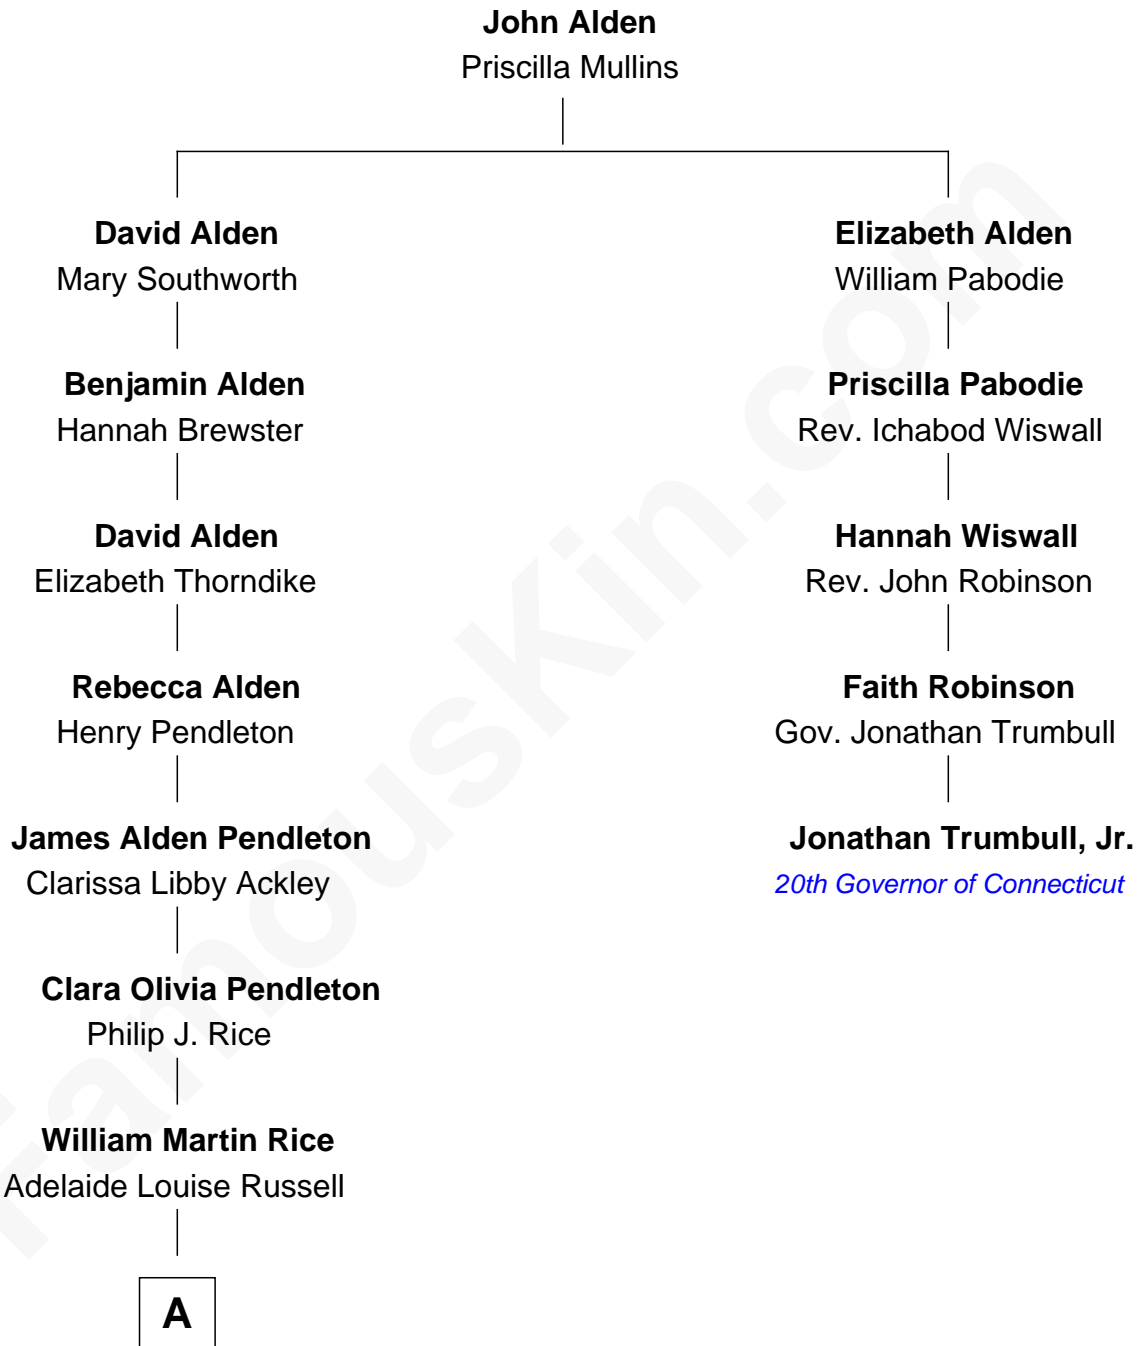 John Alden
Priscilla Mullins
David Alden
Mary Southworth
Benjamin Alden
Hannah Brewster
David Alden
Elizabeth Thorndike
Rebecca Alden
Henry Pendleton
James Alden Pendleton
Clarissa Libby Ackley
Clara Olivia Pendleton
Philip J. Rice
William Martin Rice
Adelaide Louise Russell
A
Elizabeth Alden
William Pabodie
Priscilla Pabodie
Rev. Ichabod Wiswall
Hannah Wiswall
Rev. John Robinson
Faith Robinson
Gov. Jonathan Trumbull
Jonathan Trumbull, Jr.
20th Governor of Connecticut
FamousKin.com